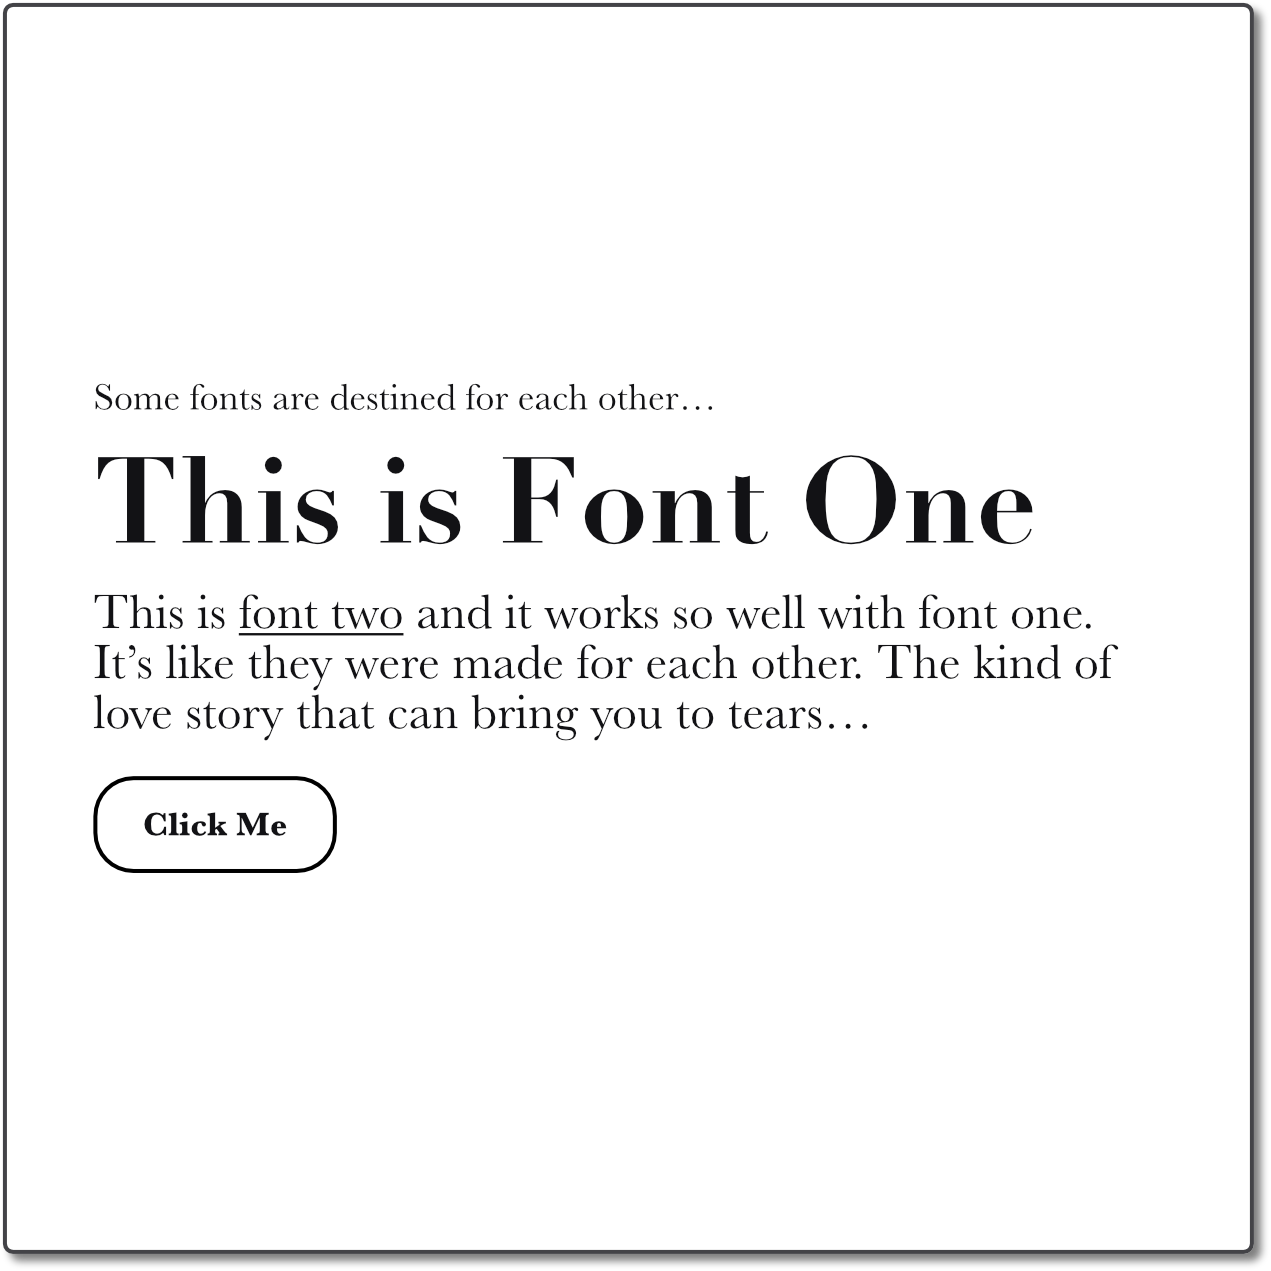 Some fonts are destined for each other…
This is Font One
This is font two and it works so well with font one.
It’s like they were made for each other. The kind of
love story that can bring you to tears…
Click Me